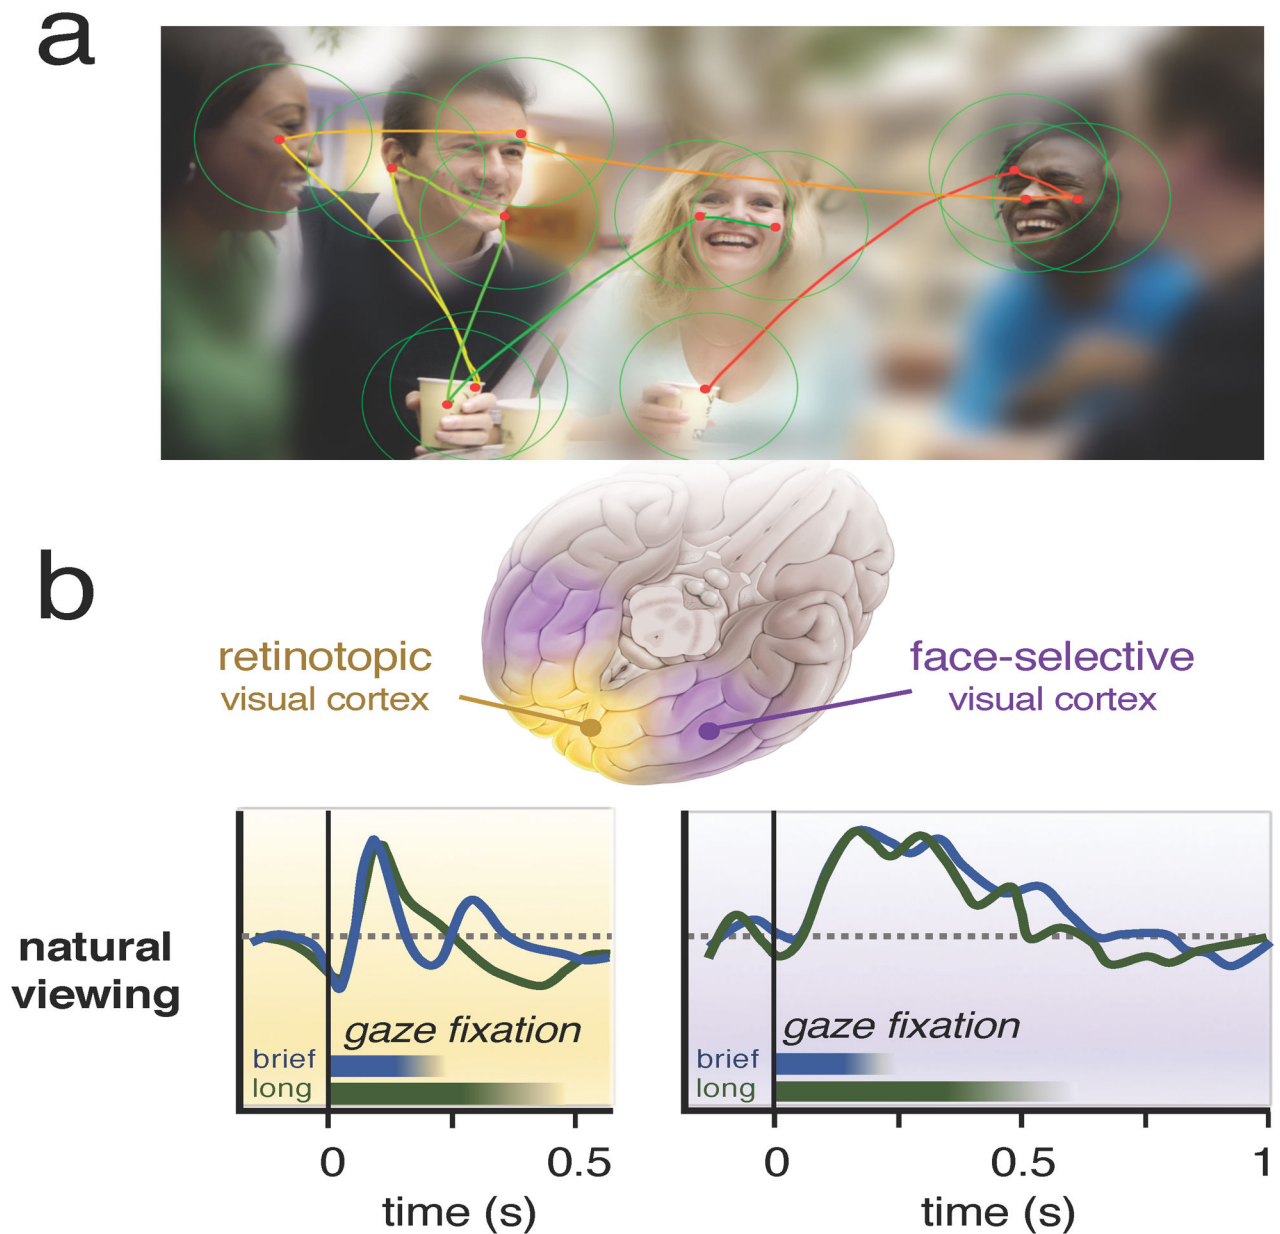 a
b
retinotopic
visual cortex
face-selective
visual cortex
natural
viewing
gaze fixation
brief
long
0
0.5
time (s)
gaze fixation
brief
long
0
0.5
1
time (s)